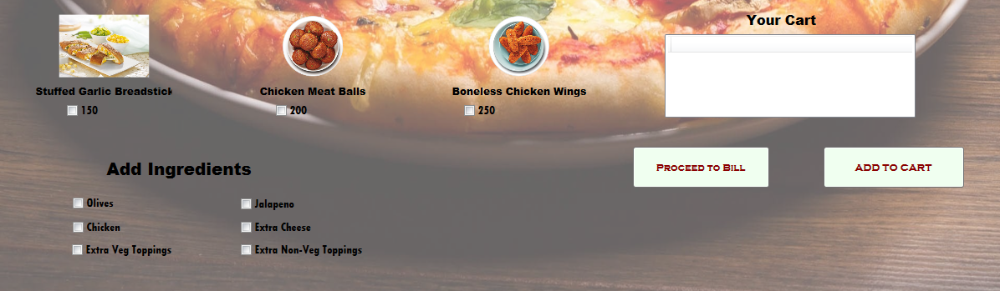 Your Cart
Stuffed Garlic Breadstick
Chicken Meat Balls
Boneless Chicken Wings
150
200
250
Proceed to Bill
ADD TO CART
Add Ingredients
Olives
Jalapeno
Chicken
Extra Cheese
Extra Veg Toppings
Extra Non-Veg Toppings